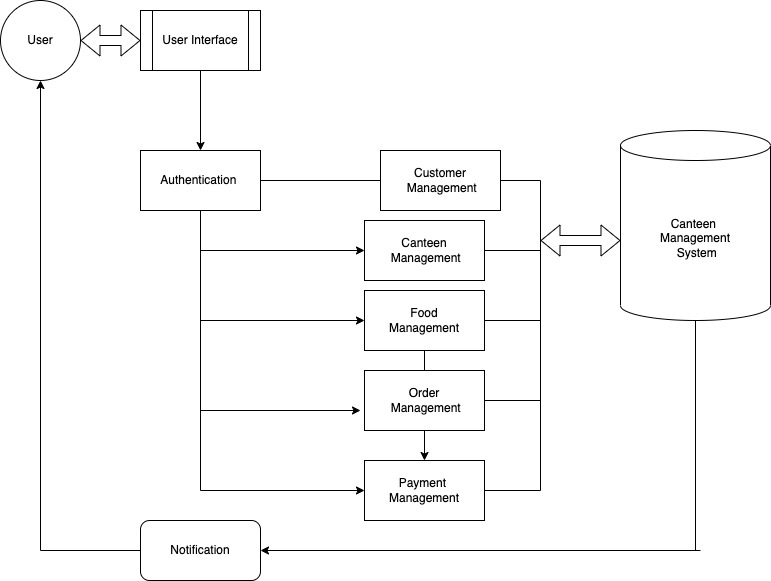 User
User Interface
Authentication
Customer
Management
Canteen
Management
Canteen
Management
System
Food
Management
Order
Management
Payment
Management
Notification